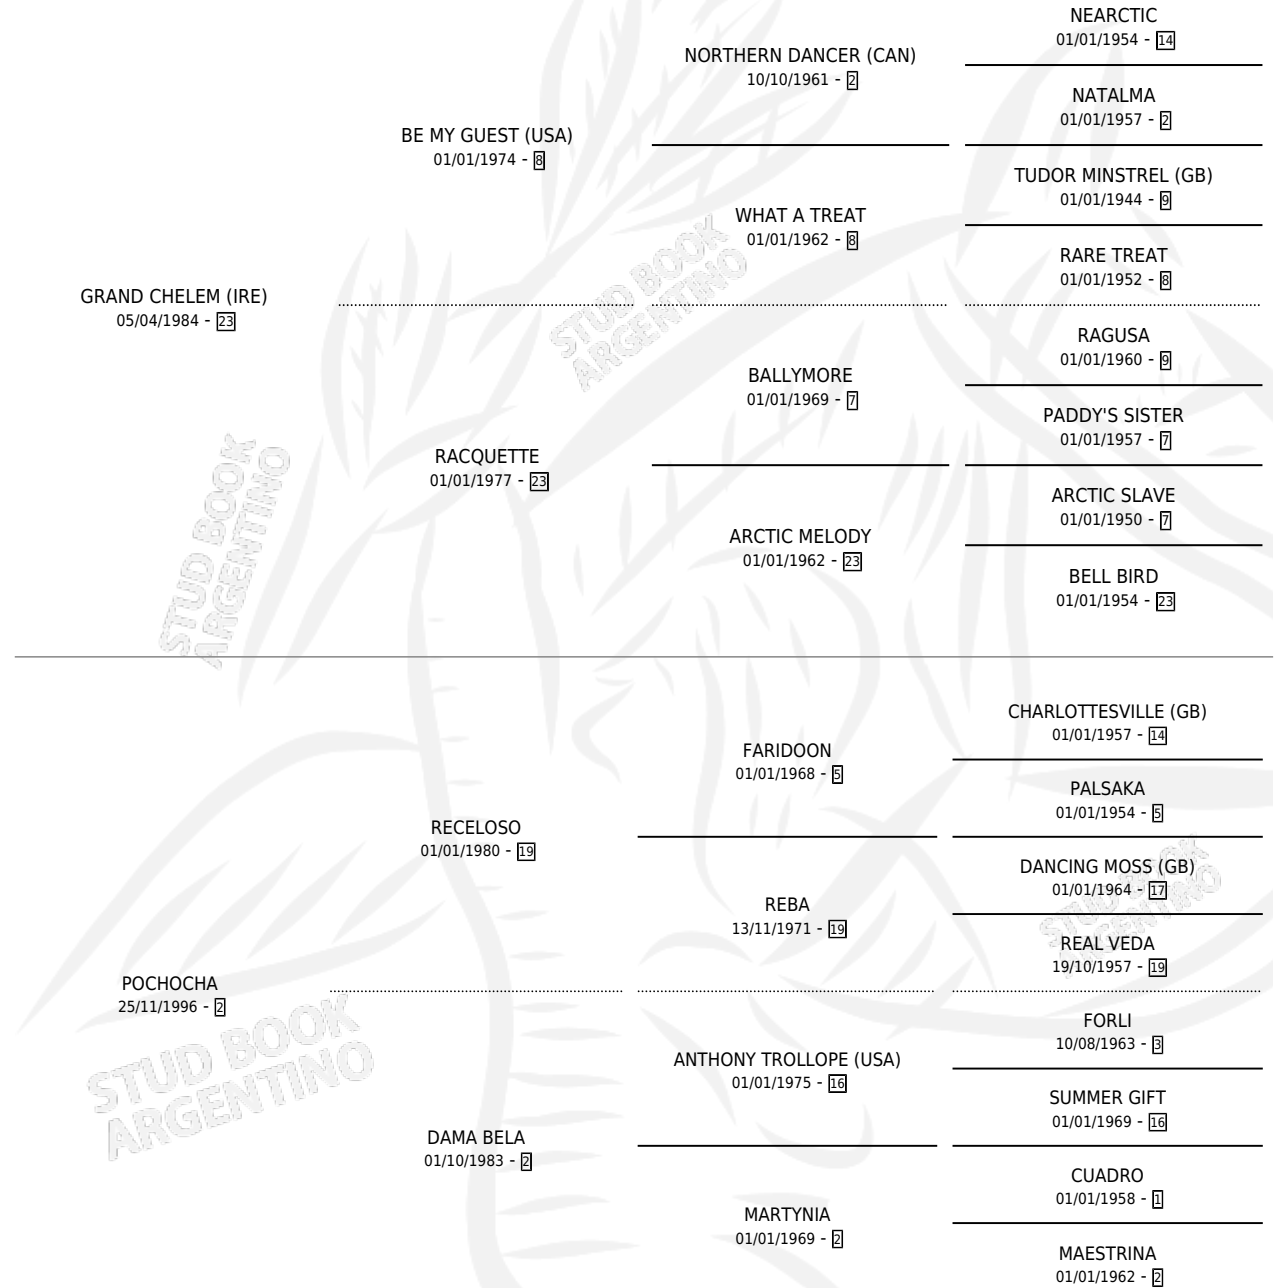 NEARCTIC
01/01/1954 - 14
NORTHERN DANCER (CAN)
10/10/1961 - 2
NATALMA
01/01/1957 - 2
BE MY GUEST (USA)
01/01/1974 - 8
TUDOR MINSTREL (GB)
01/01/1944 - 9
WHAT A TREAT
01/01/1962 - 8
RARE TREAT
01/01/1952 - 8
GRAND CHELEM (IRE)
05/04/1984 - 23
STUD BOOK
ARGENTINO
RAGUSA
01/01/1960 - 9
BALLYMORE
01/01/1969 - 7
PADDY'S SISTER
01/01/1957 - 7
RACQUETTE
01/01/1977 - 23
ARCTIC SLAVE
01/01/1950 - 7
ARCTIC MELODY
01/01/1962 - 23
BELL BIRD
01/01/1954 - 23
STUD BOOK
ARGENTINO
CHARLOTTESVILLE (GB)
01/01/1957 - 14
FARIDOON
01/01/1968 - 5
PALSAKA
01/01/1954 - 5
RECELOSO
01/01/1980 - 19
DANCING MOSS (GB)
01/01/1964 - 17
REBA
13/11/1971 - 19
STUD BOOK
ARGENTINO
REAL VEDA
19/10/1957 - 19
POCHOCHA
25/11/1996 - 2
FORLI
10/08/1963 - 3
ANTHONY TROLLOPE (USA)
01/01/1975 - 16
SUMMER GIFT
01/01/1969 - 16
STUD BOOK
ARGENTINO
DAMA BELA
01/10/1983 - 2
CUADRO
01/01/1958 - 1
MARTYNIA
01/01/1969 - 2
MAESTRINA
01/01/1962 - 2